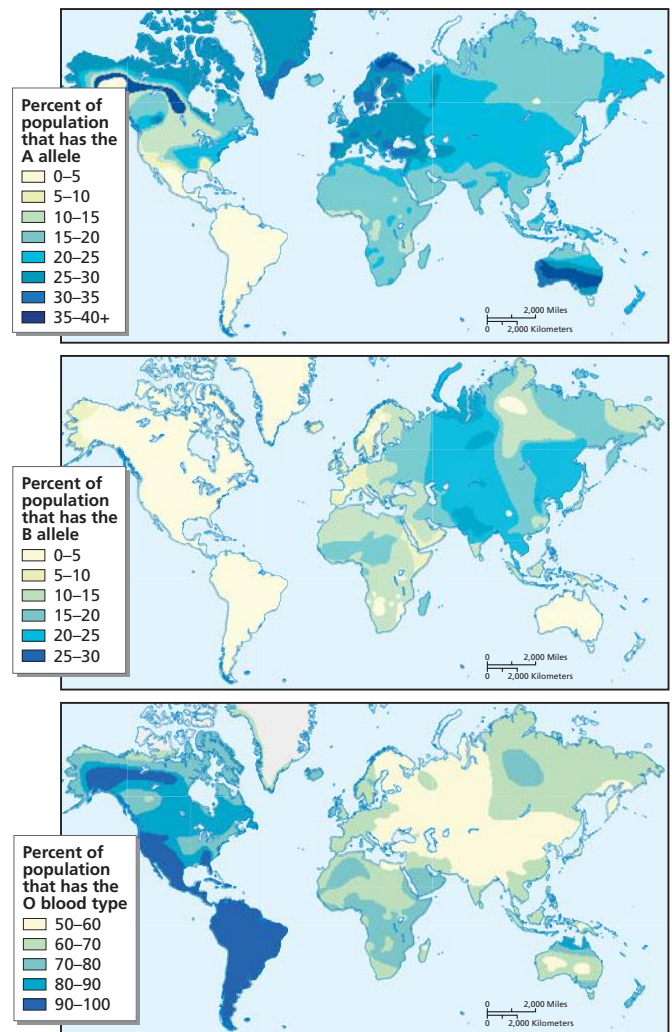 Percent of
population
that has the
A allele
0–5
5–10
10–15
15–20
20–25
25–30
30–35
35–40+
0 2,000 Miles
0 2,000 Kilometers
Percent of
population
that has the
B allele
0–5
5–10
10–15
15–20
20–25
25–30
0 2,000 Miles
0 2,000 Kilometers
Percent of
population
that has the
O blood type
50–60
60–70
70–80
80–90
90–100
0 2,000 Miles
0 2,000 Kilometers